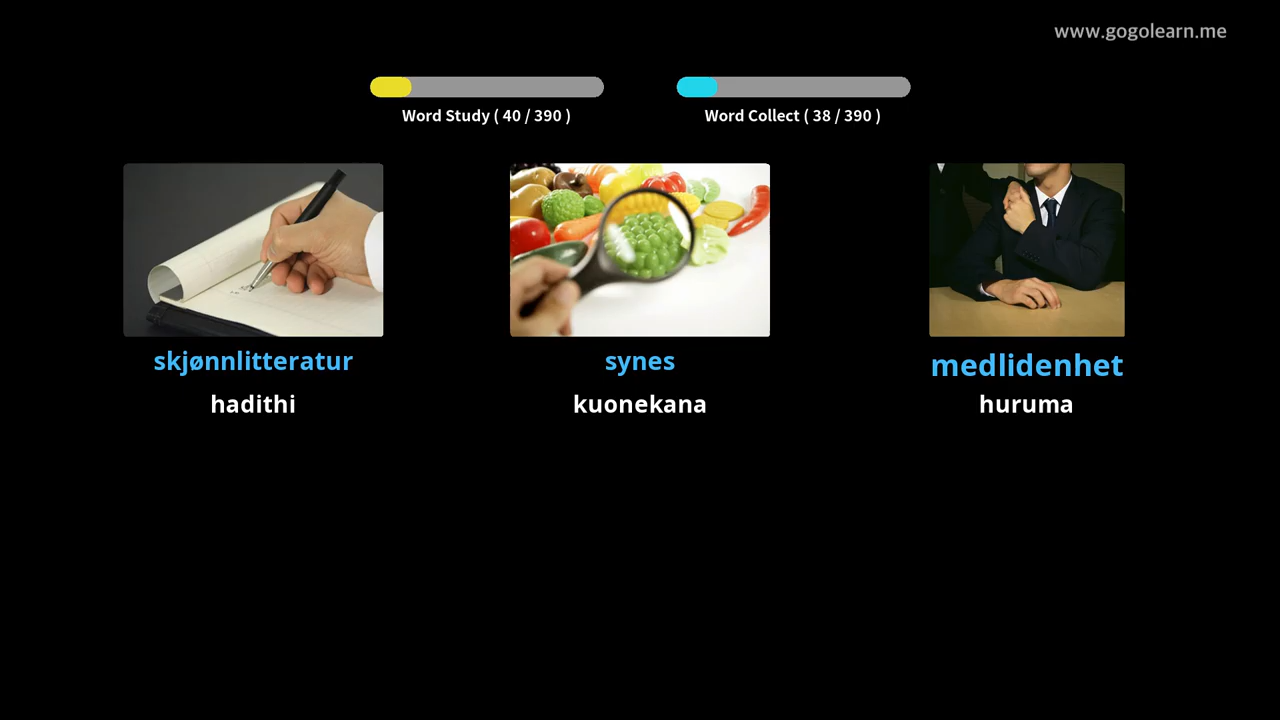 www.gogolearn.me
Word Study ( 40 / 390 )
Word Collect ( 38 / 390 )
skjønnlitteratur
synes
medlidenhet
hadithi
kuonekana
huruma